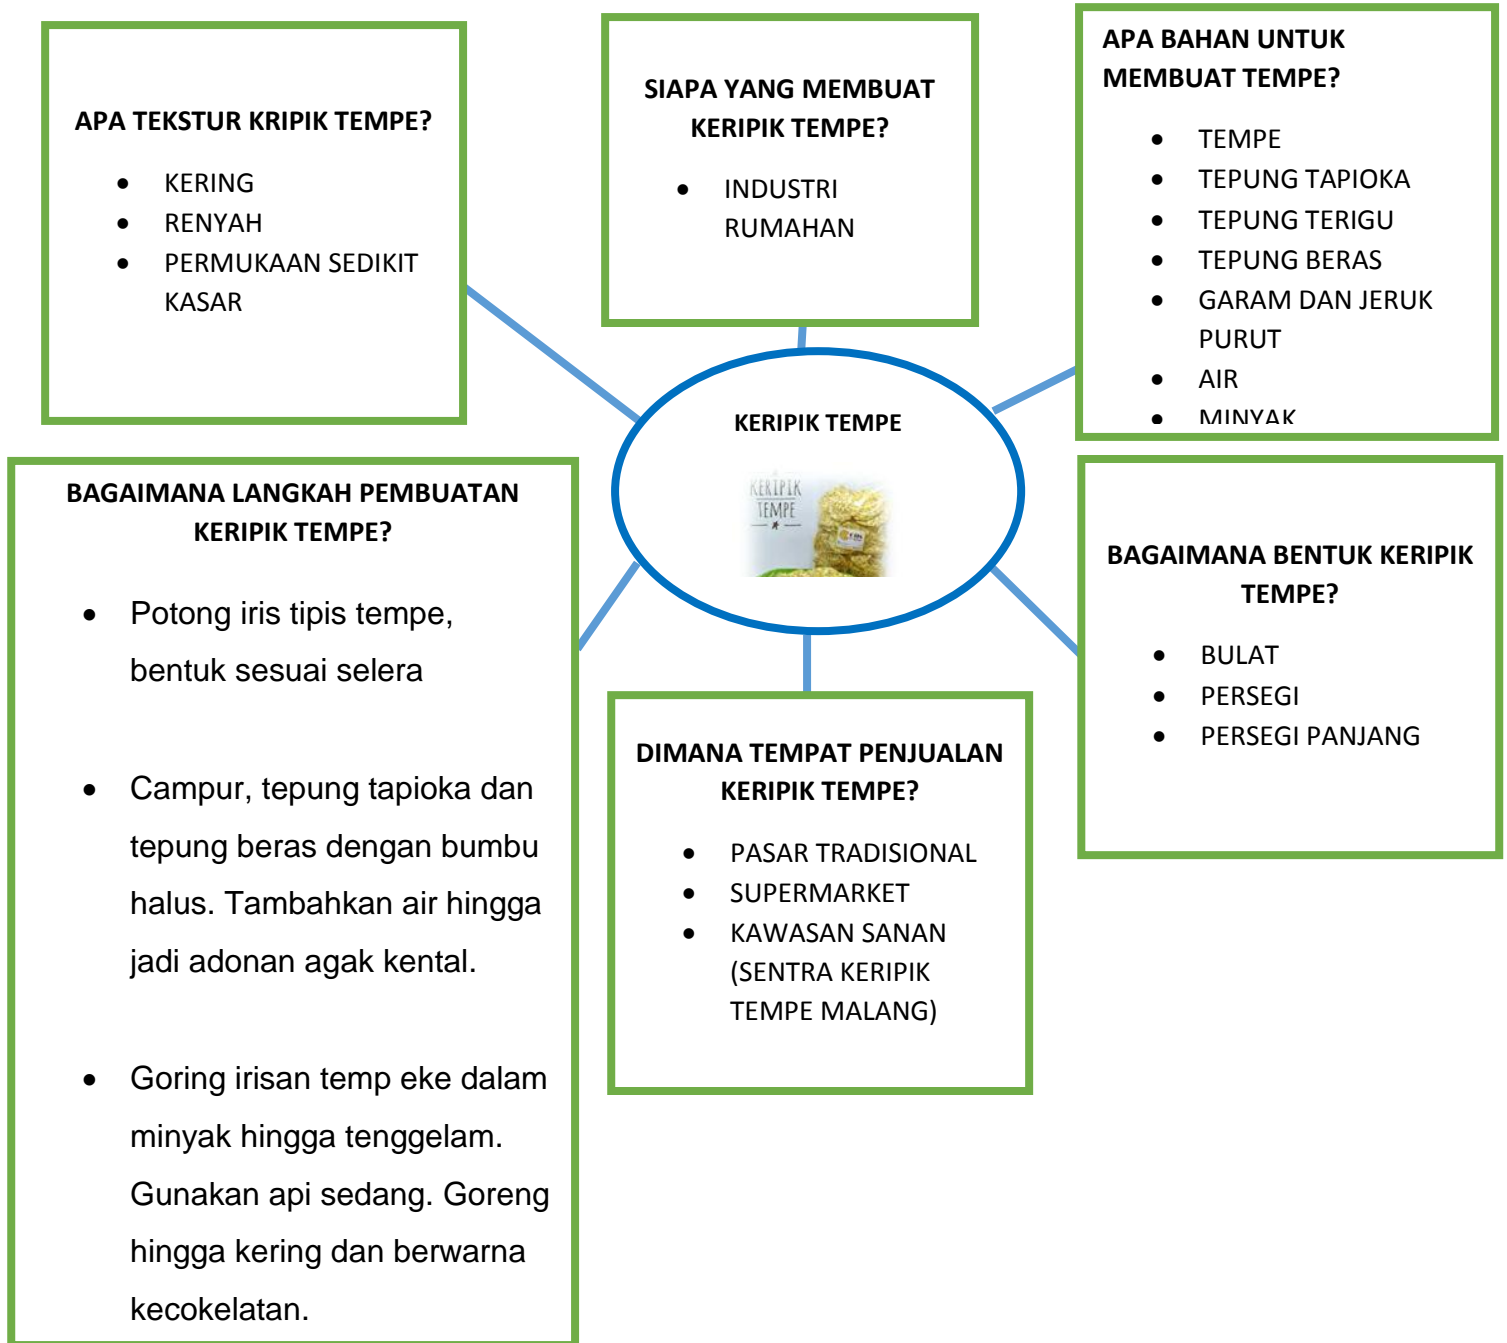 APA TEKSTUR KRIPIK TEMPE?
• KERING
• RENYAH
• PERMUKAAN SEDIKIT
KASAR
SIAPA YANG MEMBUAT
KERIPIK TEMPE?
• INDUSTRI
RUMAHAN
APA BAHAN UNTUK
MEMBUAT TEMPE?
• TEMPE
• TEPUNG TAPIOKA
• TEPUNG TERIGU
• TEPUNG BERAS
• GARAM DAN JERUK
PURUT
• AIR
• MINYAK
KERIPIK TEMPE
KERIPIK
TEMPE
BAGAIMANA LANGKAH PEMBUATAN
KERIPIK TEMPE?
• Potong iris tipis tempe,
bentuk sesuai selera
• Campur, tepung tapioka dan
tepung beras dengan bumbu
halus. Tambahkan air hingga
jadi adonan agak kental.
• Goring irisan temp eke dalam
minyak hingga tenggelam.
Gunakan api sedang. Goreng
hingga kering dan berwarna
kecokelatan.
DIMANA TEMPAT PENJUALAN
KERIPIK TEMPE?
• PASAR TRADISIONAL
• SUPERMARKET
• KAWASAN SANAN
(SENTRA KERIPIK
TEMPE MALANG)
BAGAIMANA BENTUK KERIPIK
TEMPE?
• BULAT
• PERSEGI
• PERSEGI PANJANG